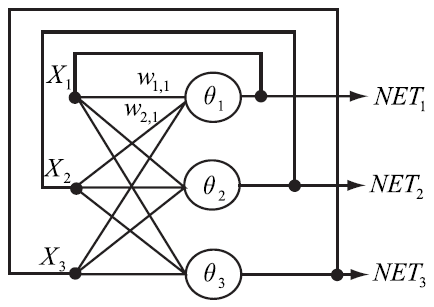 X₁ w₁,₁ θ₁ NET₁
w₂,₁
X₂ θ₂ NET₂
X₃ θ₃ NET₃